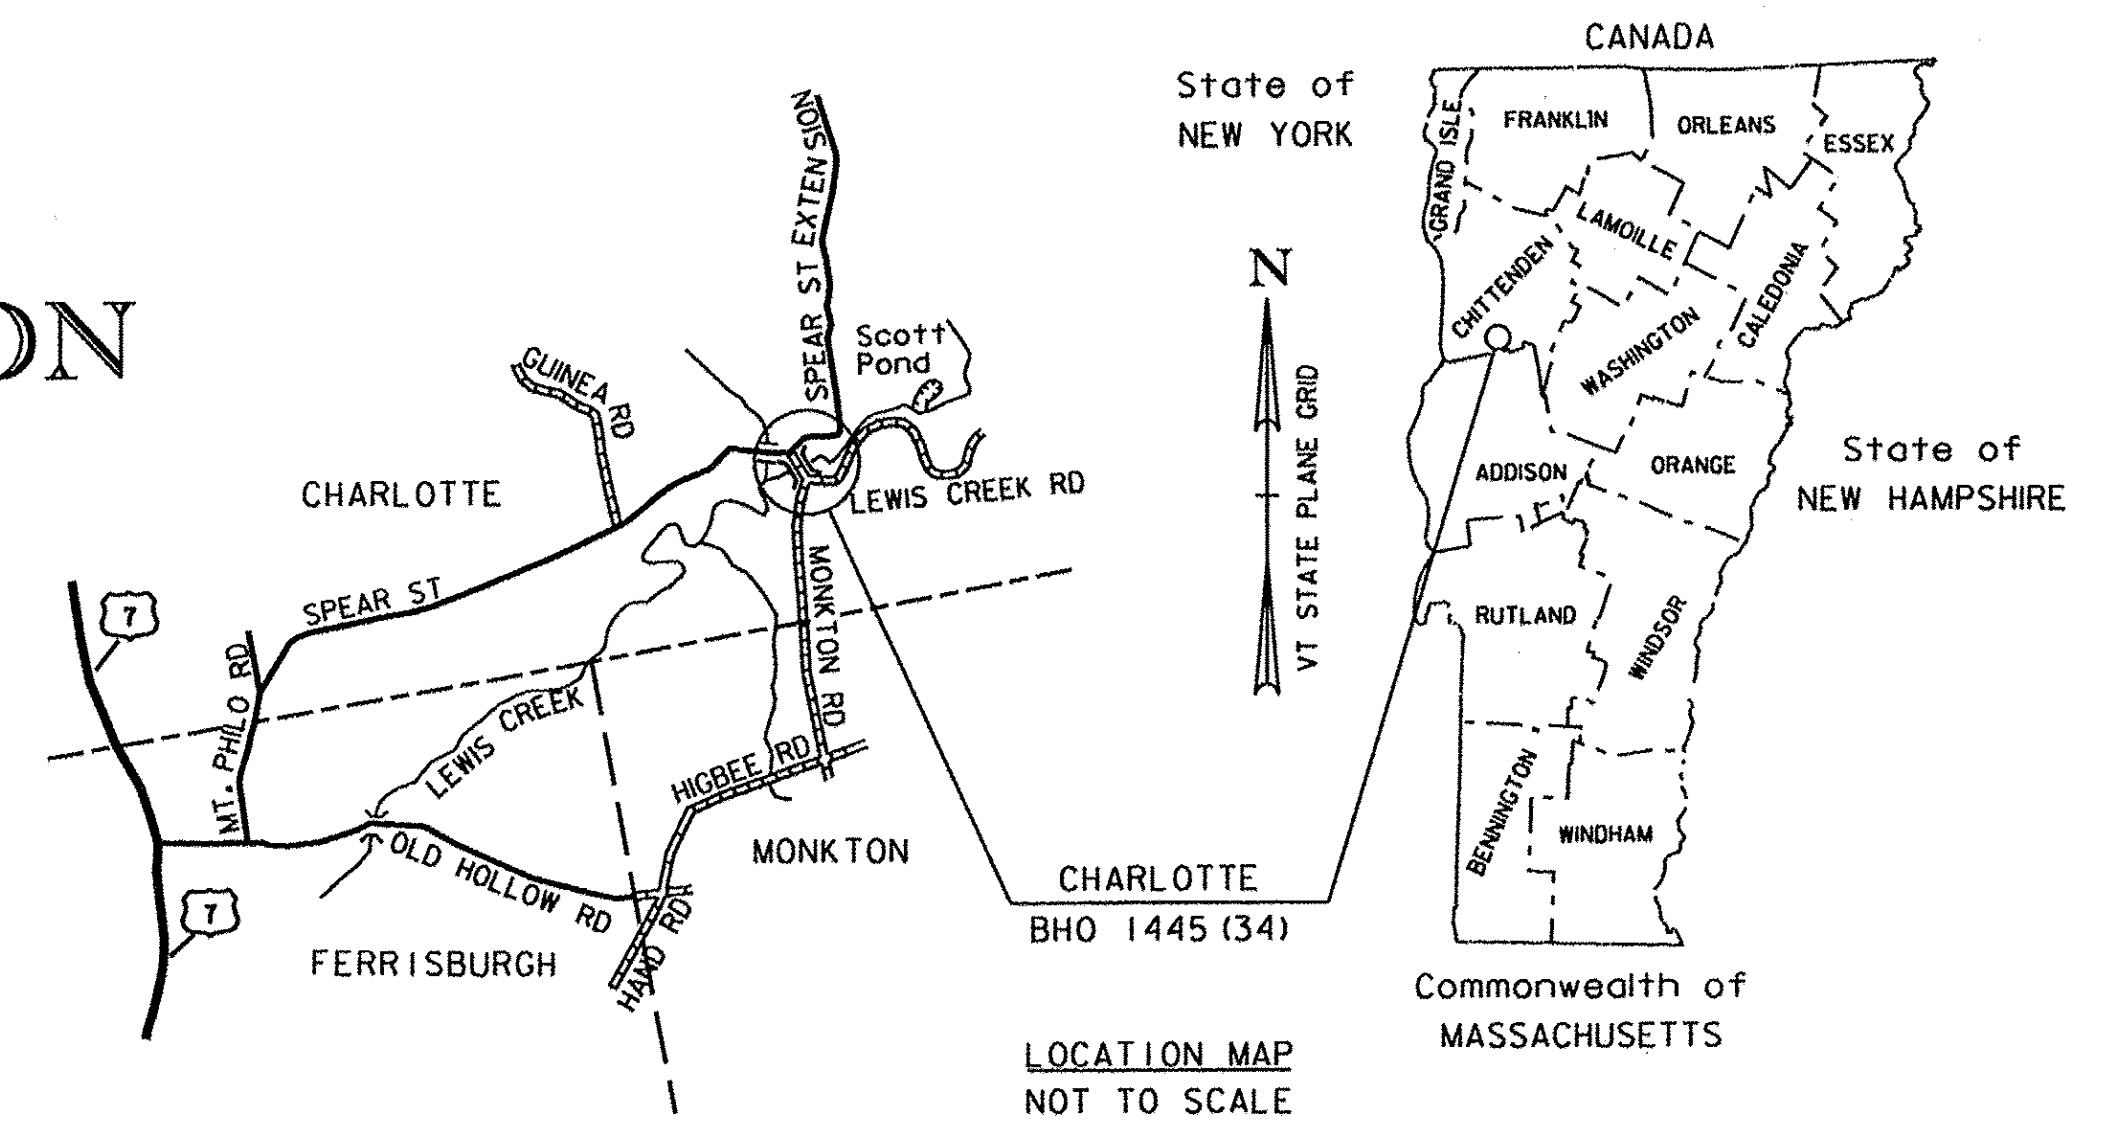 ON
SPEAR ST EXTENSION
Scott
Pond
GUINEA RD
CHARLOTTE
LEWIS CREEK RD
SPEAR ST
7
MT. PHILO RD
MONKTON RD
LEWIS CREEK
HIGBEE RD
OLD HOLLOW RD
MONKTON
7
HAND RD
FERRISBURGH
CHARLOTTE
BHO 1445 (34)
LOCATION MAP
NOT TO SCALE
N
VT STATE PLANE GRID
CANADA
State of
NEW YORK
GRAND ISLE
FRANKLIN
ORLEANS
ESSEX
LAMOILLE
CHITTENDEN
CALEDONIA
WASHINGTON
ADDISON
ORANGE
State of
NEW HAMPSHIRE
RUTLAND
WINDSOR
BENNINGTON
WINDHAM
Commonwealth of
MASSACHUSETTS